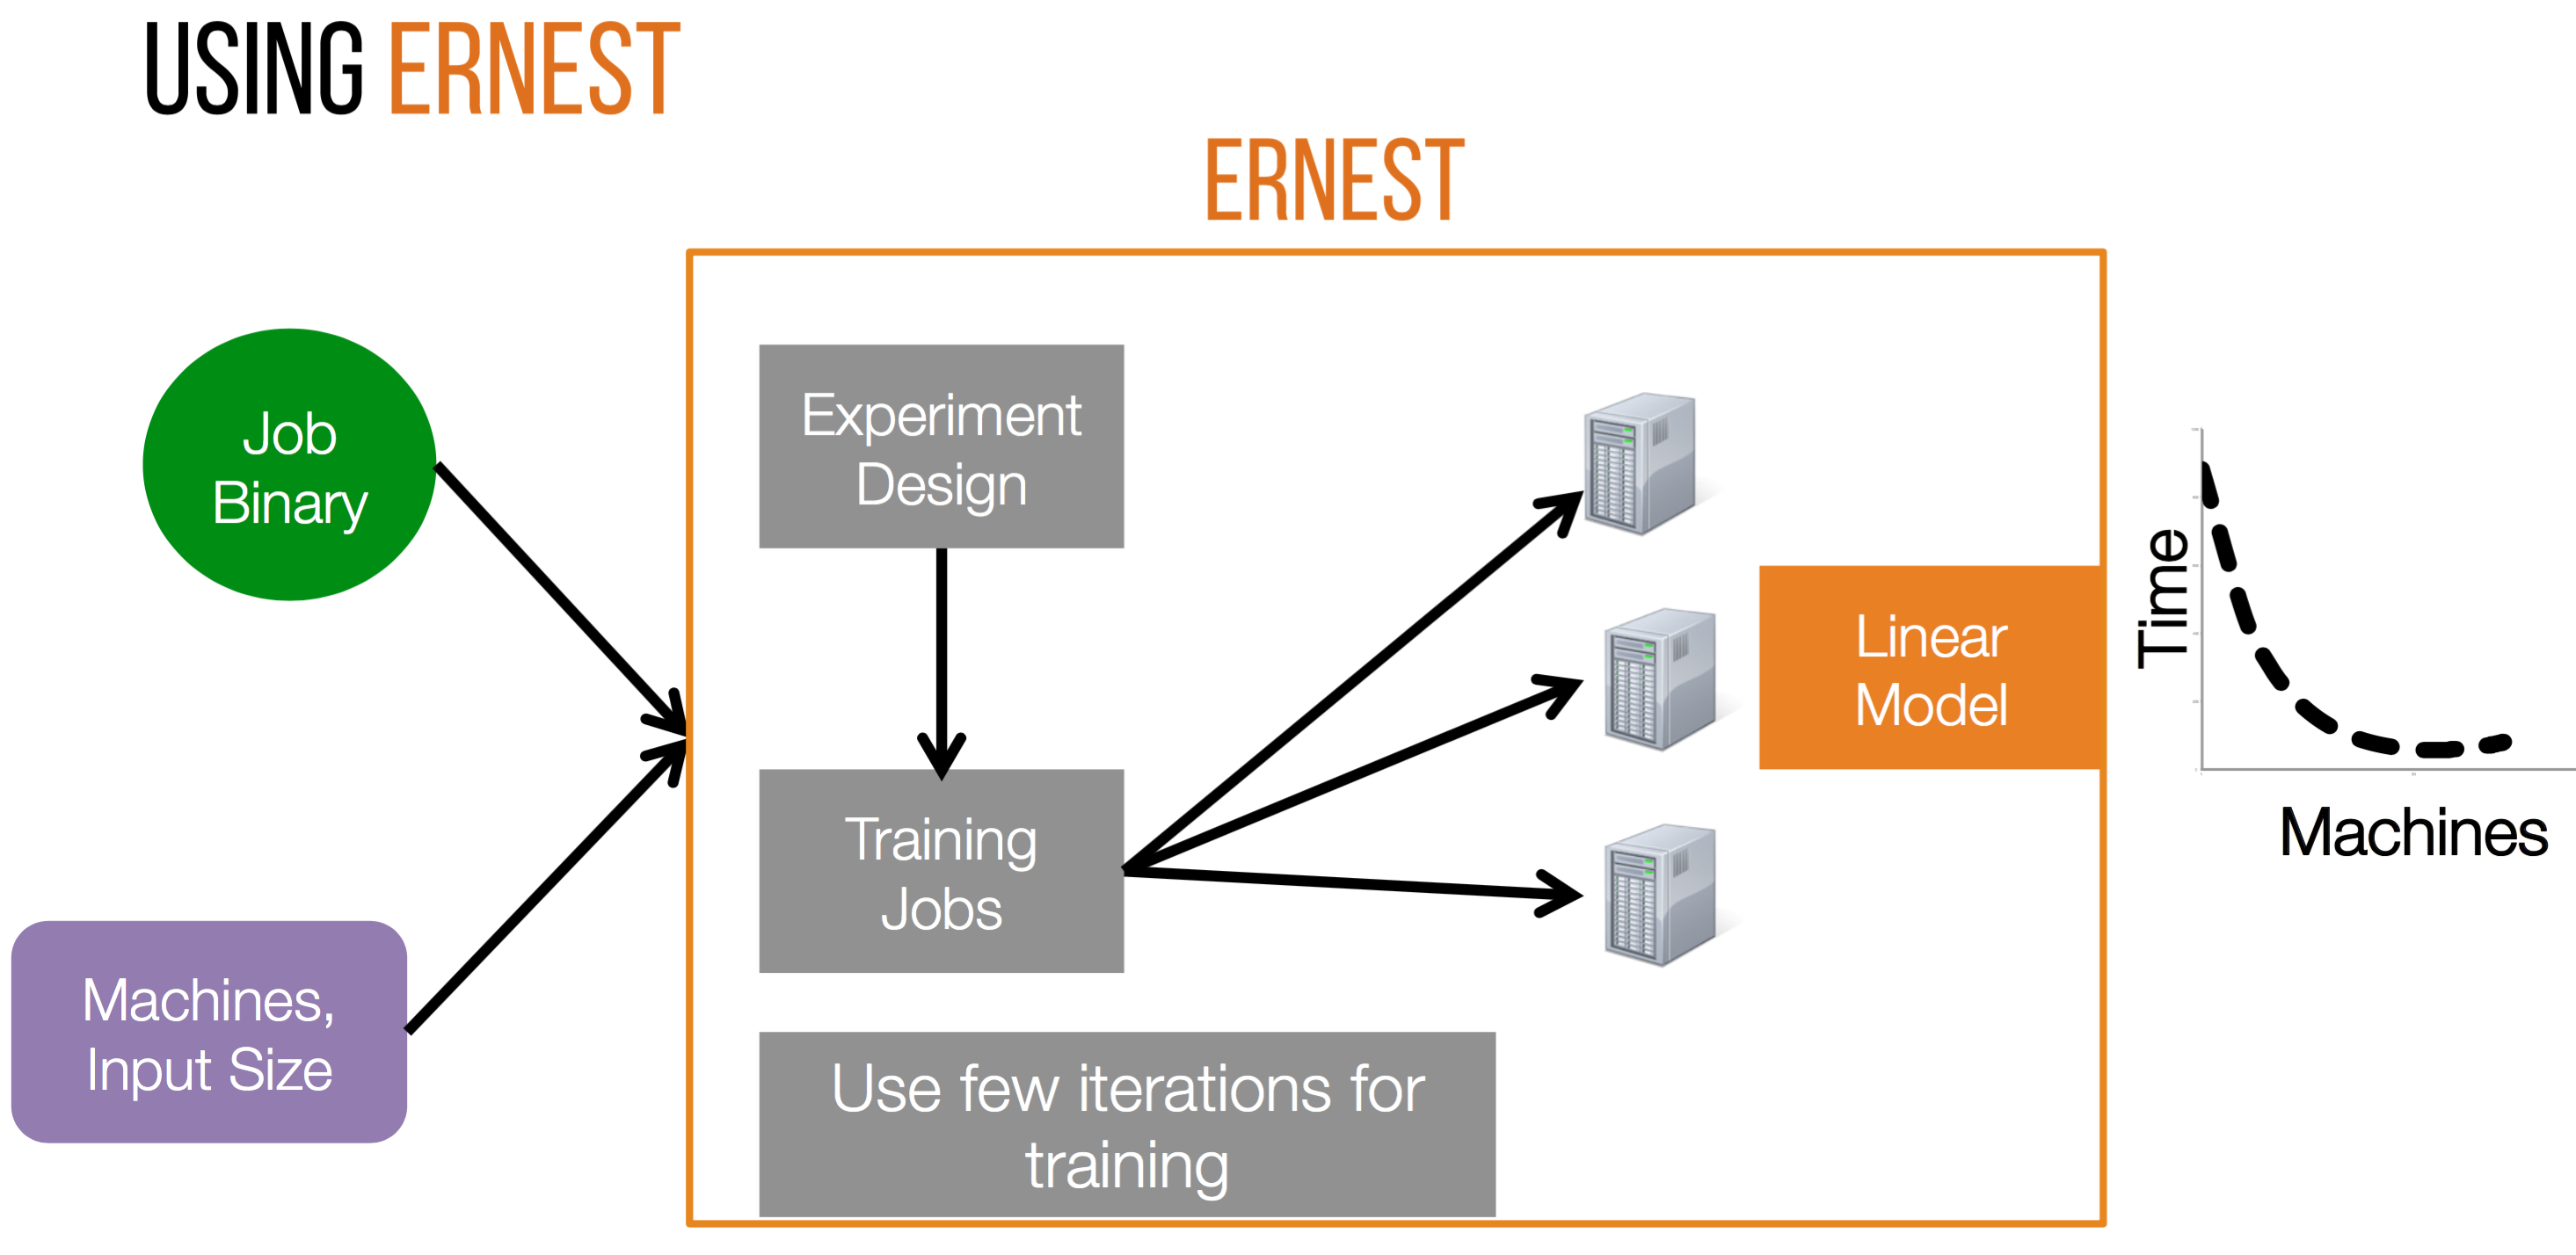 USING ERNEST
ERNEST
Job
Binary
Machines,
Input Size
Experiment
Design
Training
Jobs
Use few iterations for
training
Linear
Model
Time
Machines